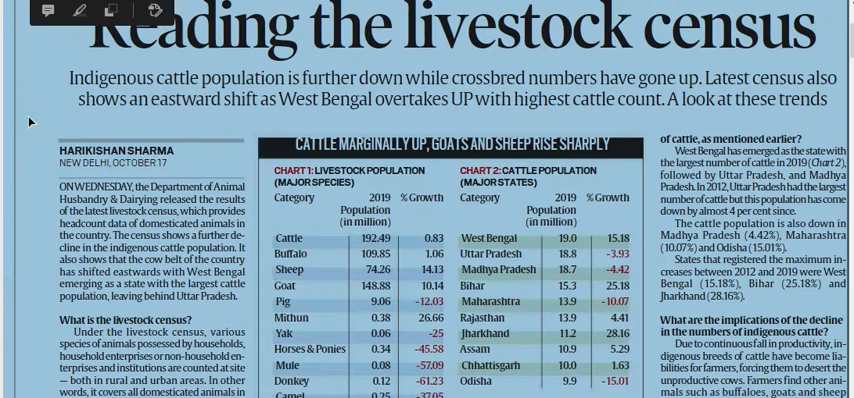 Reading the livestock census
Indigenous cattle population is further down while crossbred numbers have gone up. Latest census also
shows an eastward shift as West Bengal overtakes UP with highest cattle count. A look at these trends
HARIKISHAN SHARMA
NEW DELHI, OCTOBER 17
ON WEDNESDAY, the Department of Animal
Husbandry & Dairying released the results
of the latest livestock census, which provides
headcount data of domesticated animals in
the country. The census shows a further de-
cline in the indigenous cattle population. It
also shows that the cow belt of the country
has shifted eastwards with West Bengal
emerging as a state with the largest cattle
population, leaving behind Uttar Pradesh.
What is the livestock census?
Under the livestock census, various
species of animals possessed by households,
household enterprises or non-household en-
terprises and institutions are counted at site
— both in rural and urban areas. In other
words, it covers all domesticated animals in
CATTLE MARGINALLY UP, GOATS AND SHEEP RISE SHARPLY
CHART 1: LIVESTOCK POPULATION
(MAJOR SPECIES)
Category 2019 % Growth
Population
(in million)
Cattle 192.49 0.83
Buffalo 109.85 1.06
Sheep 74.26 14.13
Goat 148.88 10.14
Pig 9.06 -12.03
Mithun 0.38 26.66
Yak 0.06 -25
Horses & Ponies 0.34 -45.58
Mule 0.08 -57.09
Donkey 0.12 -61.23
Camel 0.25 -37.05
CHART 2: CATTLE POPULATION
(MAJOR STATES)
Category 2019 % Growth
Population
(in million)
West Bengal 19.0 15.18
Uttar Pradesh 18.8 -3.93
Madhya Pradesh 18.7 -4.42
Bihar 15.3 25.18
Maharashtra 13.9 -10.07
Rajasthan 13.9 4.41
Jharkhand 11.2 28.16
Assam 10.9 5.29
Chhattisgarh 10.0 1.63
Odisha 9.9 -15.01
of cattle, as mentioned earlier?
West Bengal has emerged as the state with
the largest number of cattle in 2019 (Chart 2),
followed by Uttar Pradesh, and Madhya
Pradesh. In 2012, Uttar Pradesh had the largest
number of cattle but this population has come
down by almost 4 per cent since.
The cattle population is also down in
Madhya Pradesh (4.42%), Maharashtra
(10.07%) and Odisha (15.01%).
States that registered the maximum in-
creases between 2012 and 2019 were West
Bengal (15.18%), Bihar (25.18%) and
Jharkhand (28.16%).
What are the implications of the decline
in the numbers of indigenous cattle?
Due to continuous fall in productivity, in-
digenous breeds of cattle have become lia-
bilities for farmers, forcing them to desert the
unproductive cows. Farmers find other ani-
mals such as buffaloes, goats and sheep